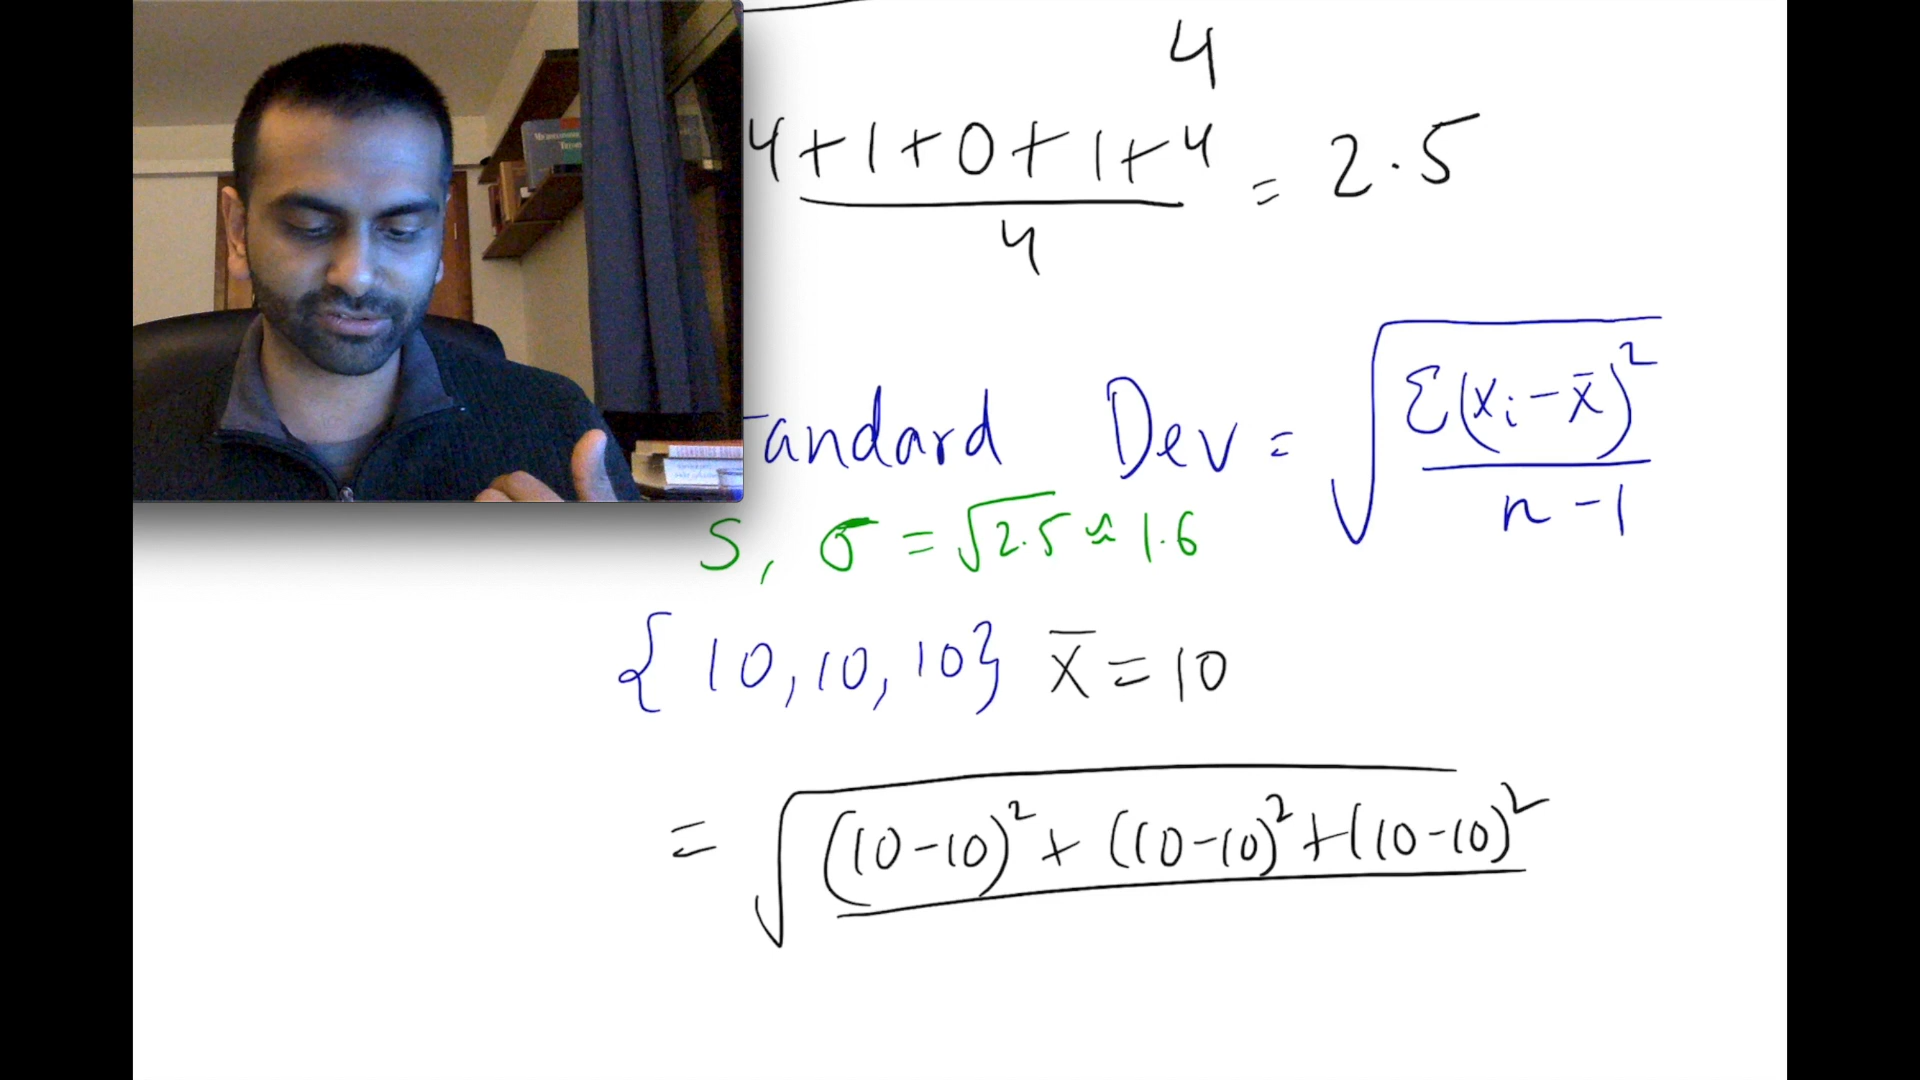 4
4+1+0+1+4
= 2.5
4
tandard Dev = √Σ(xᵢ-x̄)²
n-1
S, σ = √2.5 ≈ 1.6
{ 10, 10, 10} x̄ = 10
= √(10-10)² + (10-10)² + (10-10)²